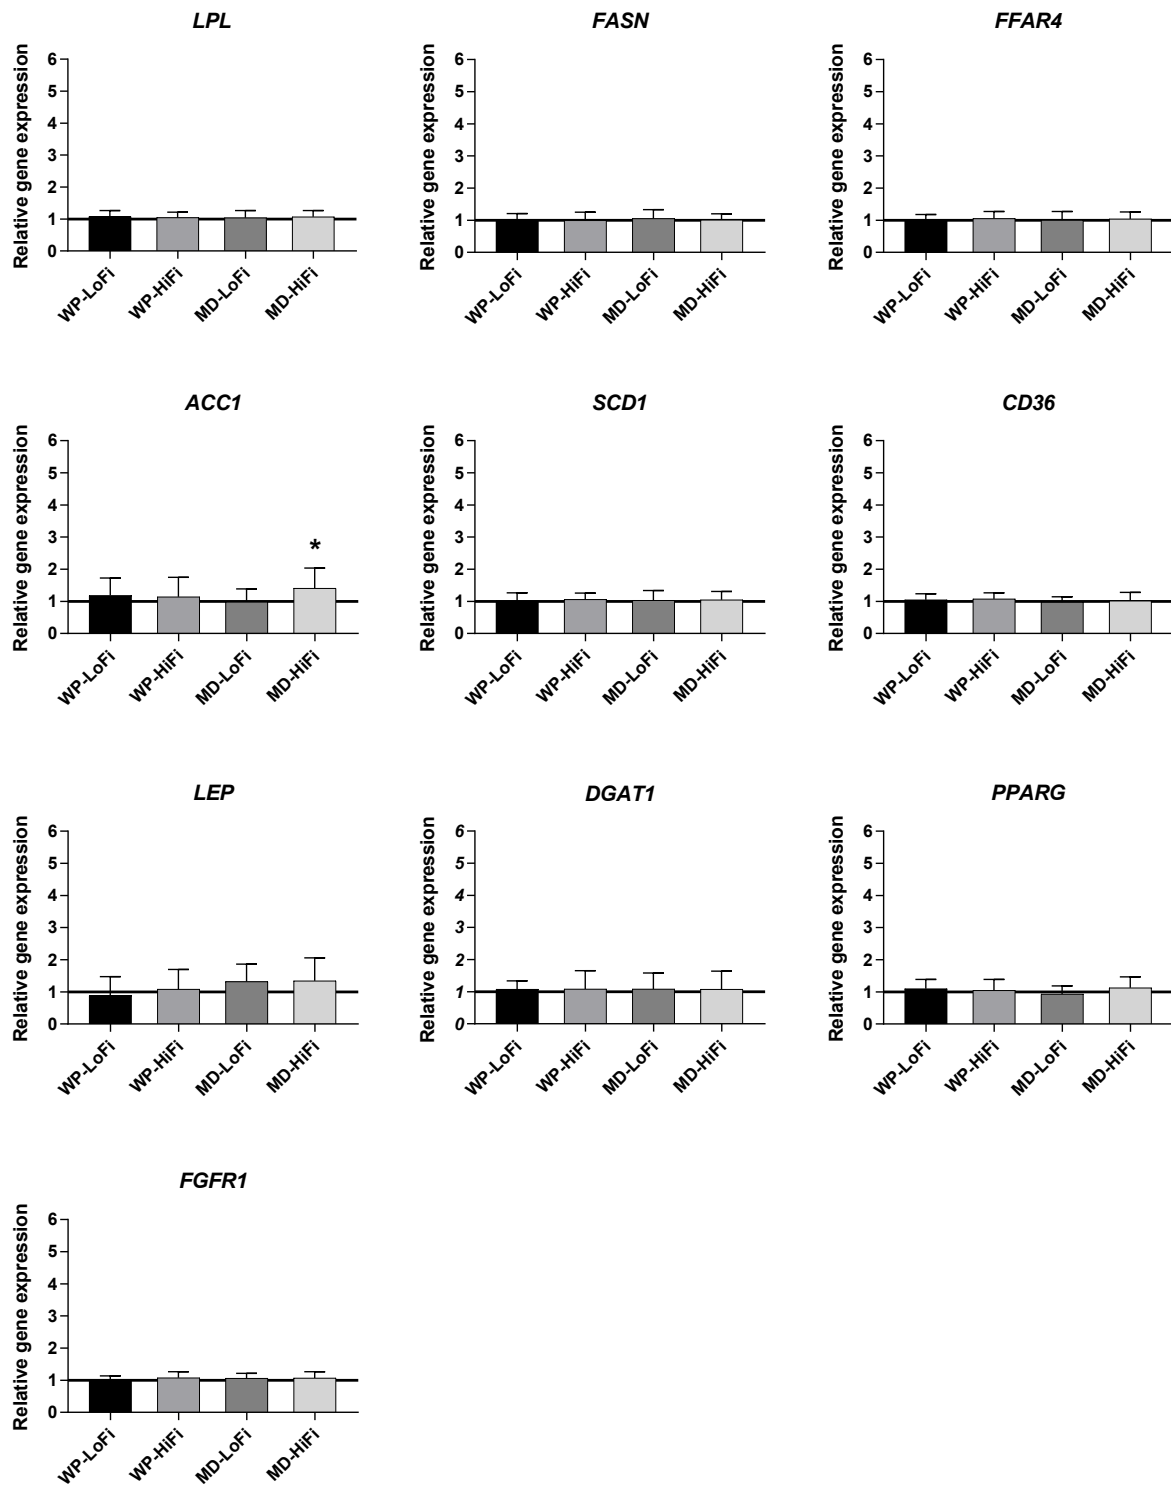 LPL
FASN
FFAR4
Relative gene expression
6
5
4
3
2
1
0
WP-LoFi
WP-HiFi
MD-LoFi
MD-HiFi
Relative gene expression
6
5
4
3
2
1
0
WP-LoFi
WP-HiFi
MD-LoFi
MD-HiFi
Relative gene expression
6
5
4
3
2
1
0
WP-LoFi
WP-HiFi
MD-LoFi
MD-HiFi
ACC1
SCD1
CD36
Relative gene expression
6
5
4
3
2
1
0
*
WP-LoFi
WP-HiFi
MD-LoFi
MD-HiFi
Relative gene expression
6
5
4
3
2
1
0
WP-LoFi
WP-HiFi
MD-LoFi
MD-HiFi
Relative gene expression
6
5
4
3
2
1
0
WP-LoFi
WP-HiFi
MD-LoFi
MD-HiFi
LEP
DGAT1
PPARG
Relative gene expression
6
5
4
3
2
1
0
WP-LoFi
WP-HiFi
MD-LoFi
MD-HiFi
Relative gene expression
6
5
4
3
2
1
0
WP-LoFi
WP-HiFi
MD-LoFi
MD-HiFi
Relative gene expression
6
5
4
3
2
1
0
WP-LoFi
WP-HiFi
MD-LoFi
MD-HiFi
FGFR1
Relative gene expression
6
5
4
3
2
1
0
WP-LoFi
WP-HiFi
MD-LoFi
MD-HiFi